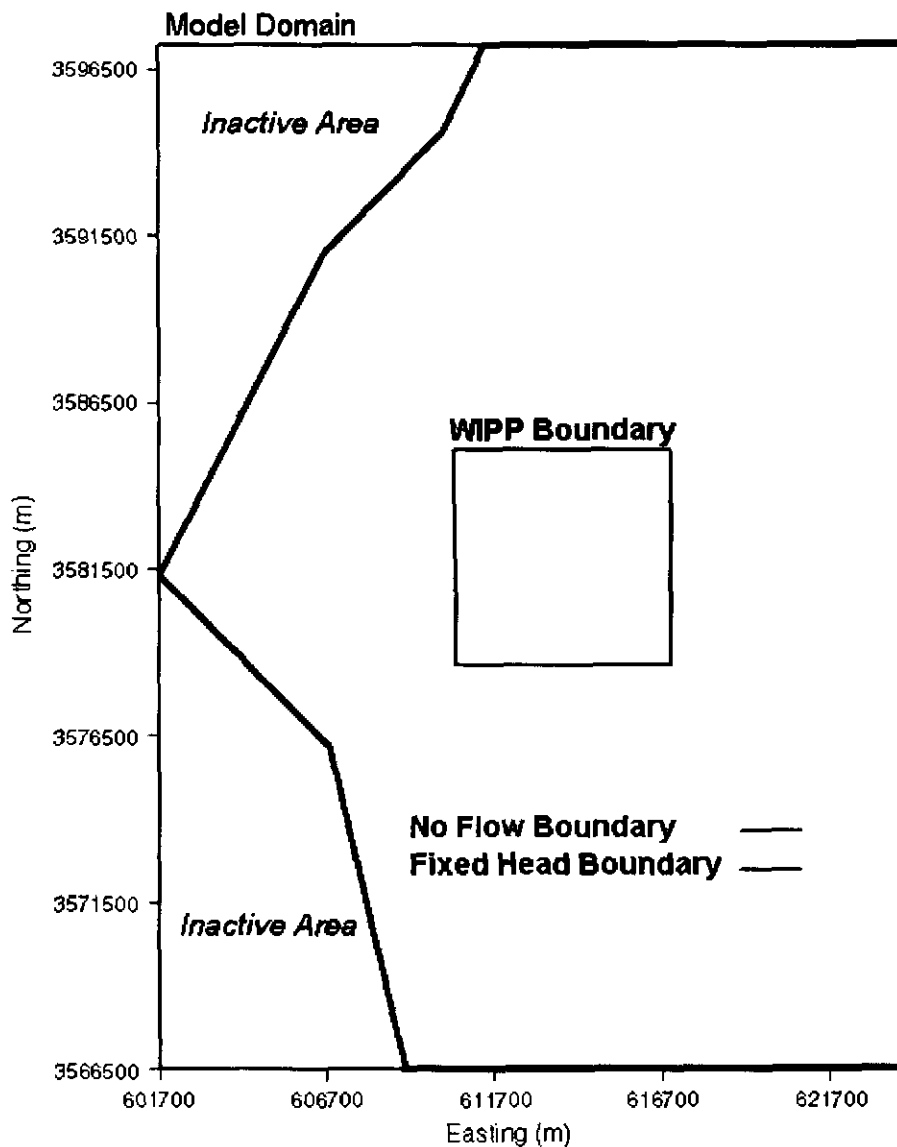 Model Domain
3596500
Inactive Area
3591500
3586500
WIPP Boundary
3581500
Northing (m)
3576500
No Flow Boundary
Fixed Head Boundary
3571500
Inactive Area
3566500
601700 606700 611700 616700 621700
Easting (m)